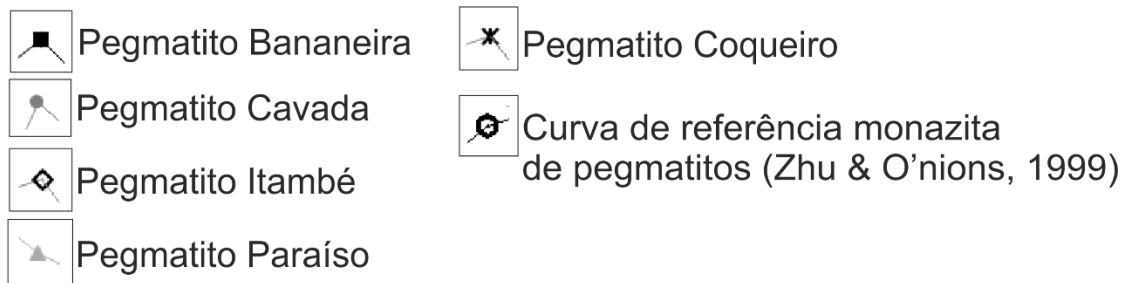 Pegmatito Bananeira
Pegmatito Cavada
Pegmatito Itambé
Pegmatito Paraíso
Pegmatito Coqueiro
Curva de referência monazita
de pegmatitos (Zhu & O'nions, 1999)